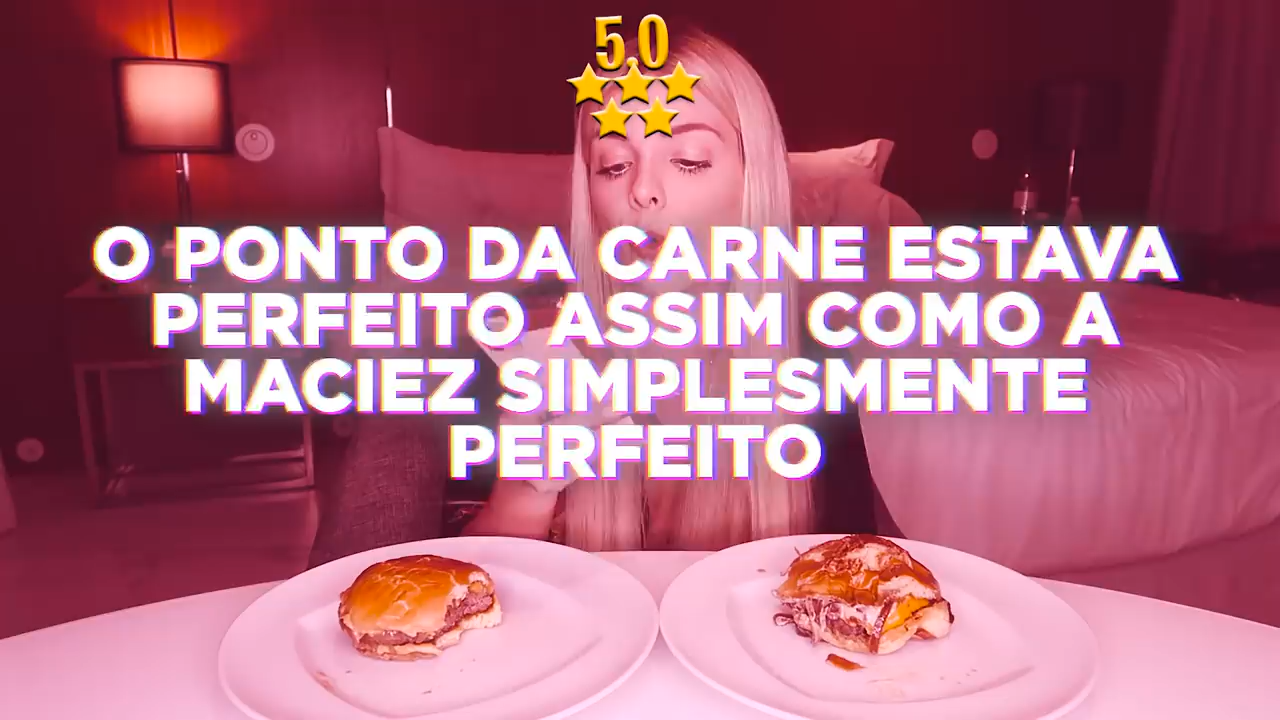 5.0
O PONTO DA CARNE ESTAVA
PERFEITO ASSIM COMO A
MACIEZ SIMPLESMENTE
PERFEITO